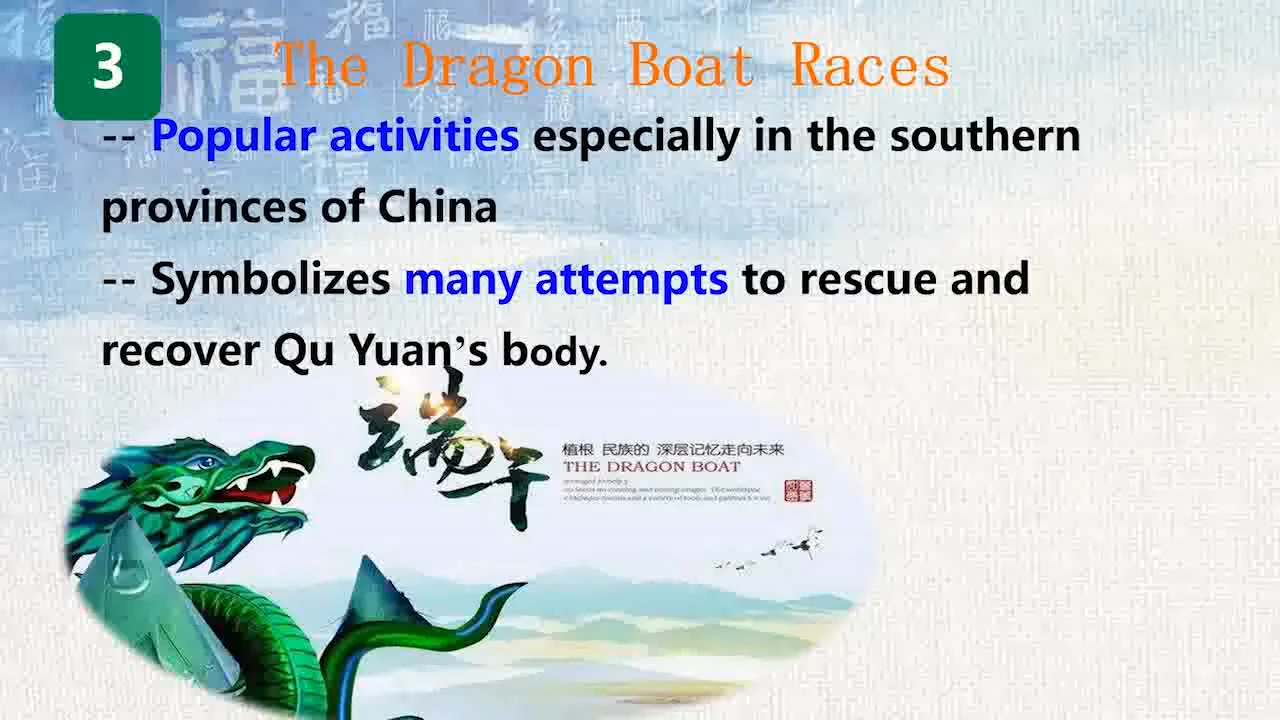 3
The Dragon Boat Races
-- Popular activities especially in the southern
provinces of China
-- Symbolizes many attempts to rescue and
recover Qu Yuan’s body.
端午
植根 民族的 深层记忆走向未来
THE DRAGON BOAT
福